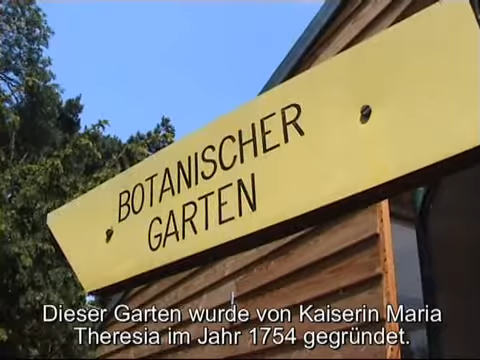 BOTANISCHER
GARTEN
Dieser Garten wurde von Kaiserin Maria
Theresia im Jahr 1754 gegründet.